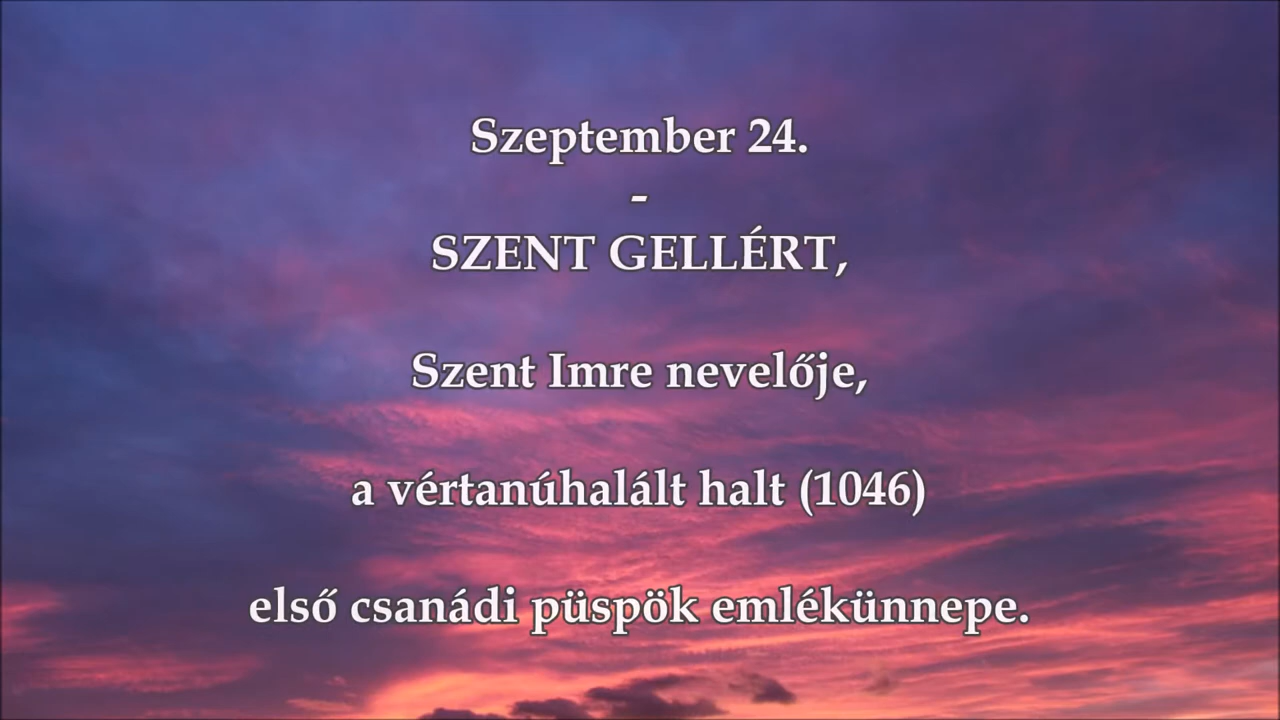 Szeptember 24.
-
SZENT GELLÉRT,
Szent Imre nevelője,
a vértanúhalált halt (1046)
első csanádi püspök emlékünnepe.